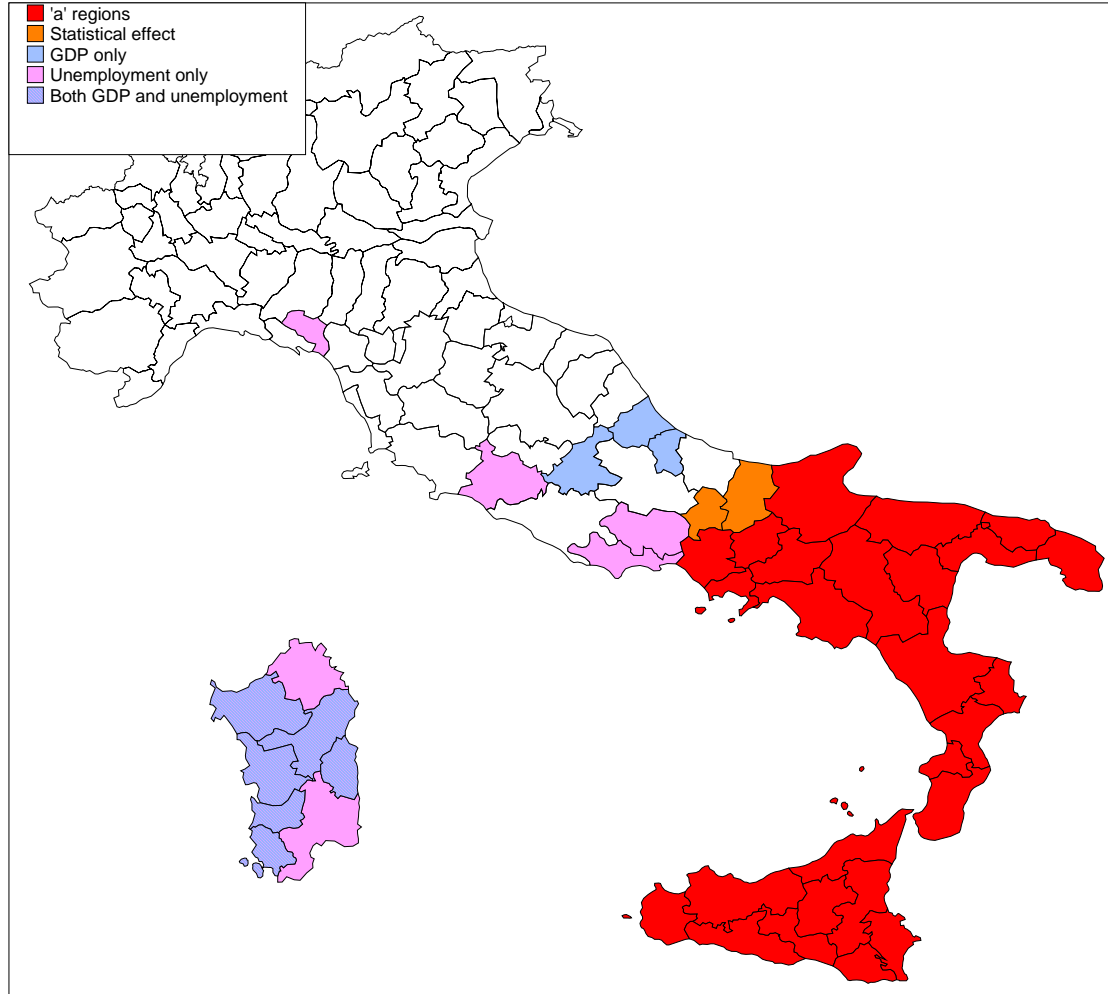 'a' regions
Statistical effect
GDP only
Unemployment only
Both GDP and unemployment